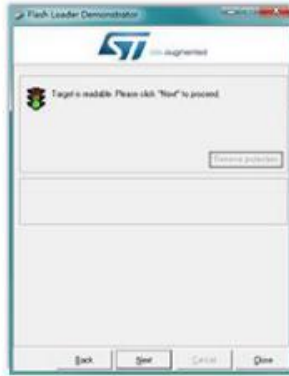 Flash Loader Demonstrator
ST life.augmented
Target is readable. Please click "Next" to proceed.
Remove protection
Back Next Cancel Close